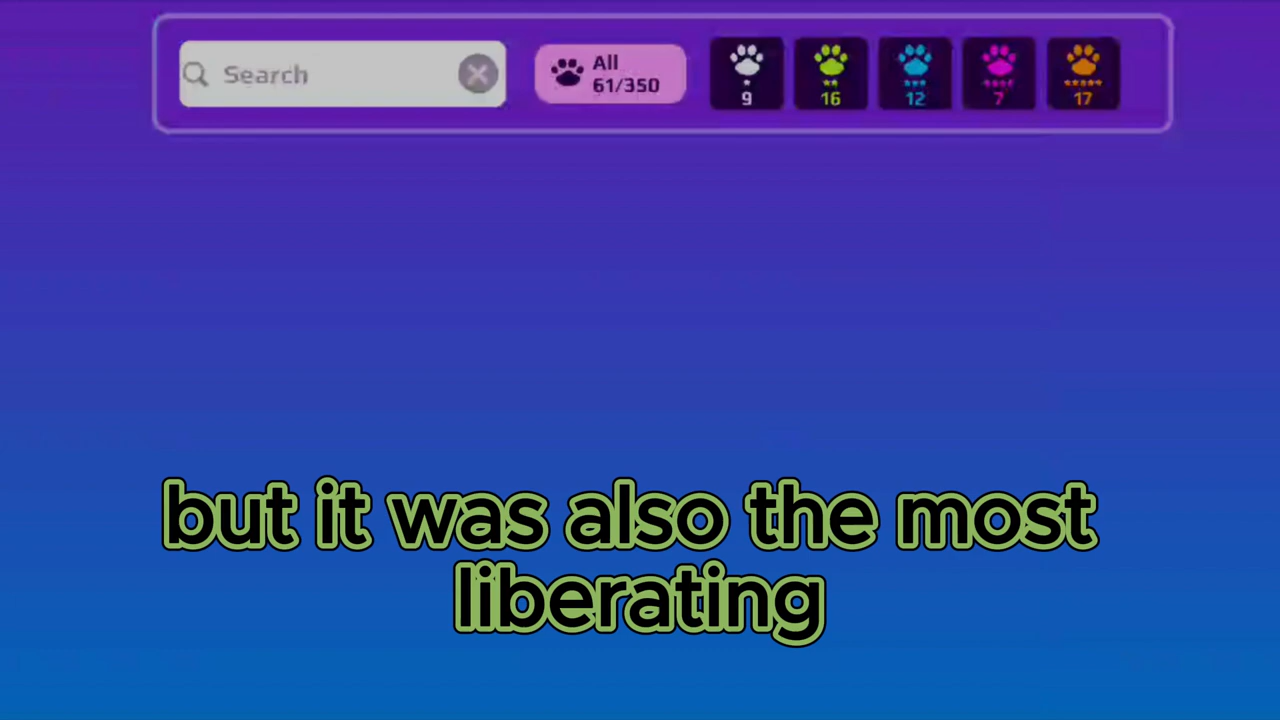 Search
All
61/350
9
16
12
7
17
but it was also the most
liberating